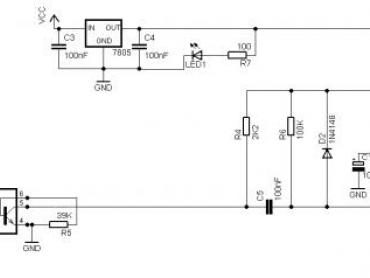 VCC
IN OUT
GND
7805
C3
100nF
C4
100nF
GND
LED1
100
R7
R4
2K2
R6
100K
D2
1N4148
C5
100nF
6
5
4
39K
R5
GND
GND